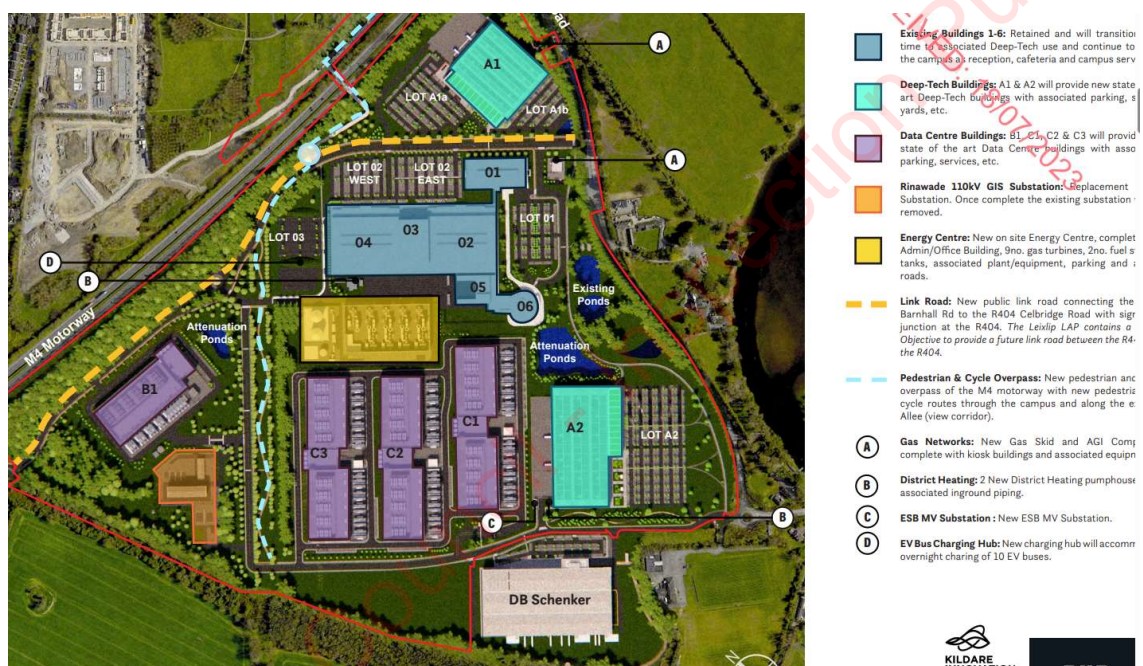 A1
LOT A1a
LOT A1b
A
LOT 02
WEST
LOT 02
EAST
01
A
LOT 01
LOT 03
04
03
02
D
B
05
06
Existing
Ponds
M4 Motorway
Attenuation
Ponds
Attenuation
Ponds
B1
C3
C2
C1
A2
LOT A2
C
B
DB Schenker
RECEIVED: 19/07/2023
Existing Buildings 1-6: Retained and will transition
time to associated Deep-Tech use and continue to
the campus as reception, cafeteria and campus serv
Deep-Tech Buildings: A1 & A2 will provide new state
art Deep-Tech buildings with associated parking, s
yards, etc.
Data Centre Buildings: B1, C1, C2 & C3 will provid
state of the art Data Centre buildings with asso
parking, services, etc.
Rinawade 110kV GIS Substation: Replacement
Substation. Once complete the existing substation
removed.
Energy Centre: New on site Energy Centre, complet
Admin/Office Building, 9no. gas turbines, 2no. fuel s
tanks, associated plant/equipment, parking and a
roads.
Link Road: New public link road connecting the
Barnhall Rd to the R404 Celbridge Road with sign
junction at the R404. The Leixlip LAP contains a
Objective to provide a future link road between the R4
the R404.
Pedestrian & Cycle Overpass: New pedestrian and
overpass of the M4 motorway with new pedestria
cycle routes through the campus and along the e
Allee (view corridor).
A
Gas Networks: New Gas Skid and AGI Comp
complete with kiosk buildings and associated equipm
B
District Heating: 2 New District Heating pumphouse
associated inground piping.
C
ESB MV Substation : New ESB MV Substation.
D
EV Bus Charging Hub: New charging hub will accomm
overnight charing of 10 EV buses.
KILDARE